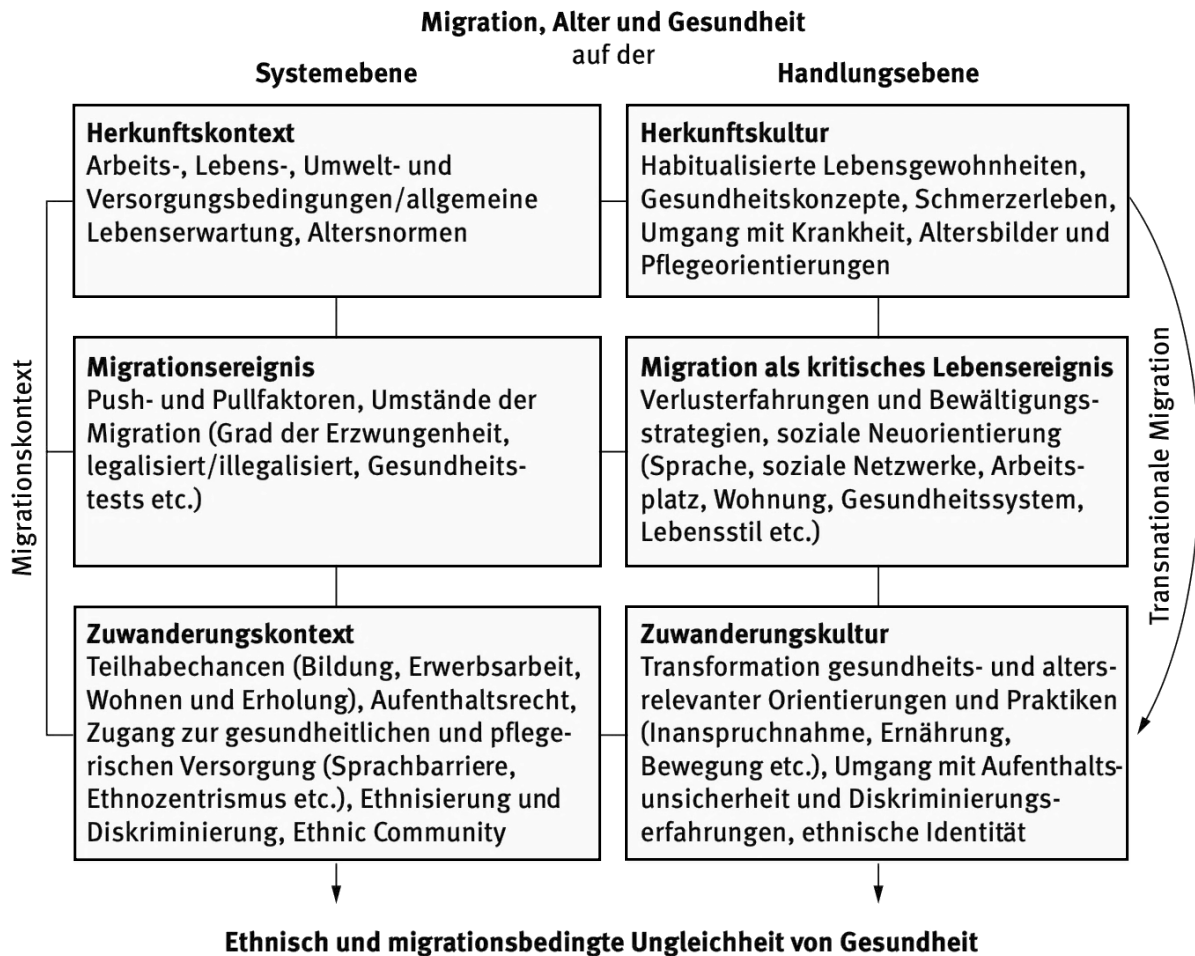 Migration, Alter und Gesundheit
auf der
Systemebene
Handlungsebene
Herkunftskontext
Arbeits-, Lebens-, Umwelt- und
Versorgungsbedingungen/allgemeine
Lebenserwartung, Altersnormen
Herkunftskultur
Habitualisierte Lebensgewohnheiten,
Gesundheitskonzepte, Schmerzerleben,
Umgang mit Krankheit, Altersbilder und
Pflegeorientierungen
Migrationsereignis
Push- und Pullfaktoren, Umstände der
Migration (Grad der Erzwungenheit,
legalisiert/illegalisiert, Gesundheits-
tests etc.)
Migration als kritisches Lebensereignis
Verlusterfahrungen und Bewältigungs-
strategien, soziale Neuorientierung
(Sprache, soziale Netzwerke, Arbeits-
platz, Wohnung, Gesundheitssystem,
Lebensstil etc.)
Zuwanderungskontext
Teilhabechancen (Bildung, Erwerbsarbeit,
Wohnen und Erholung), Aufenthaltsrecht,
Zugang zur gesundheitlichen und pflege-
rischen Versorgung (Sprachbarriere,
Ethnozentrismus etc.), Ethnisierung und
Diskriminierung, Ethnic Community
Zuwanderungskultur
Transformation gesundheits- und alters-
relevanter Orientierungen und Praktiken
(Inanspruchnahme, Ernährung,
Bewegung etc.), Umgang mit Aufenthalts-
unsicherheit und Diskriminierungs-
erfahrungen, ethnische Identität
Migrationskontext
Transnationale Migration
Ethnisch und migrationsbedingte Ungleichheit von Gesundheit